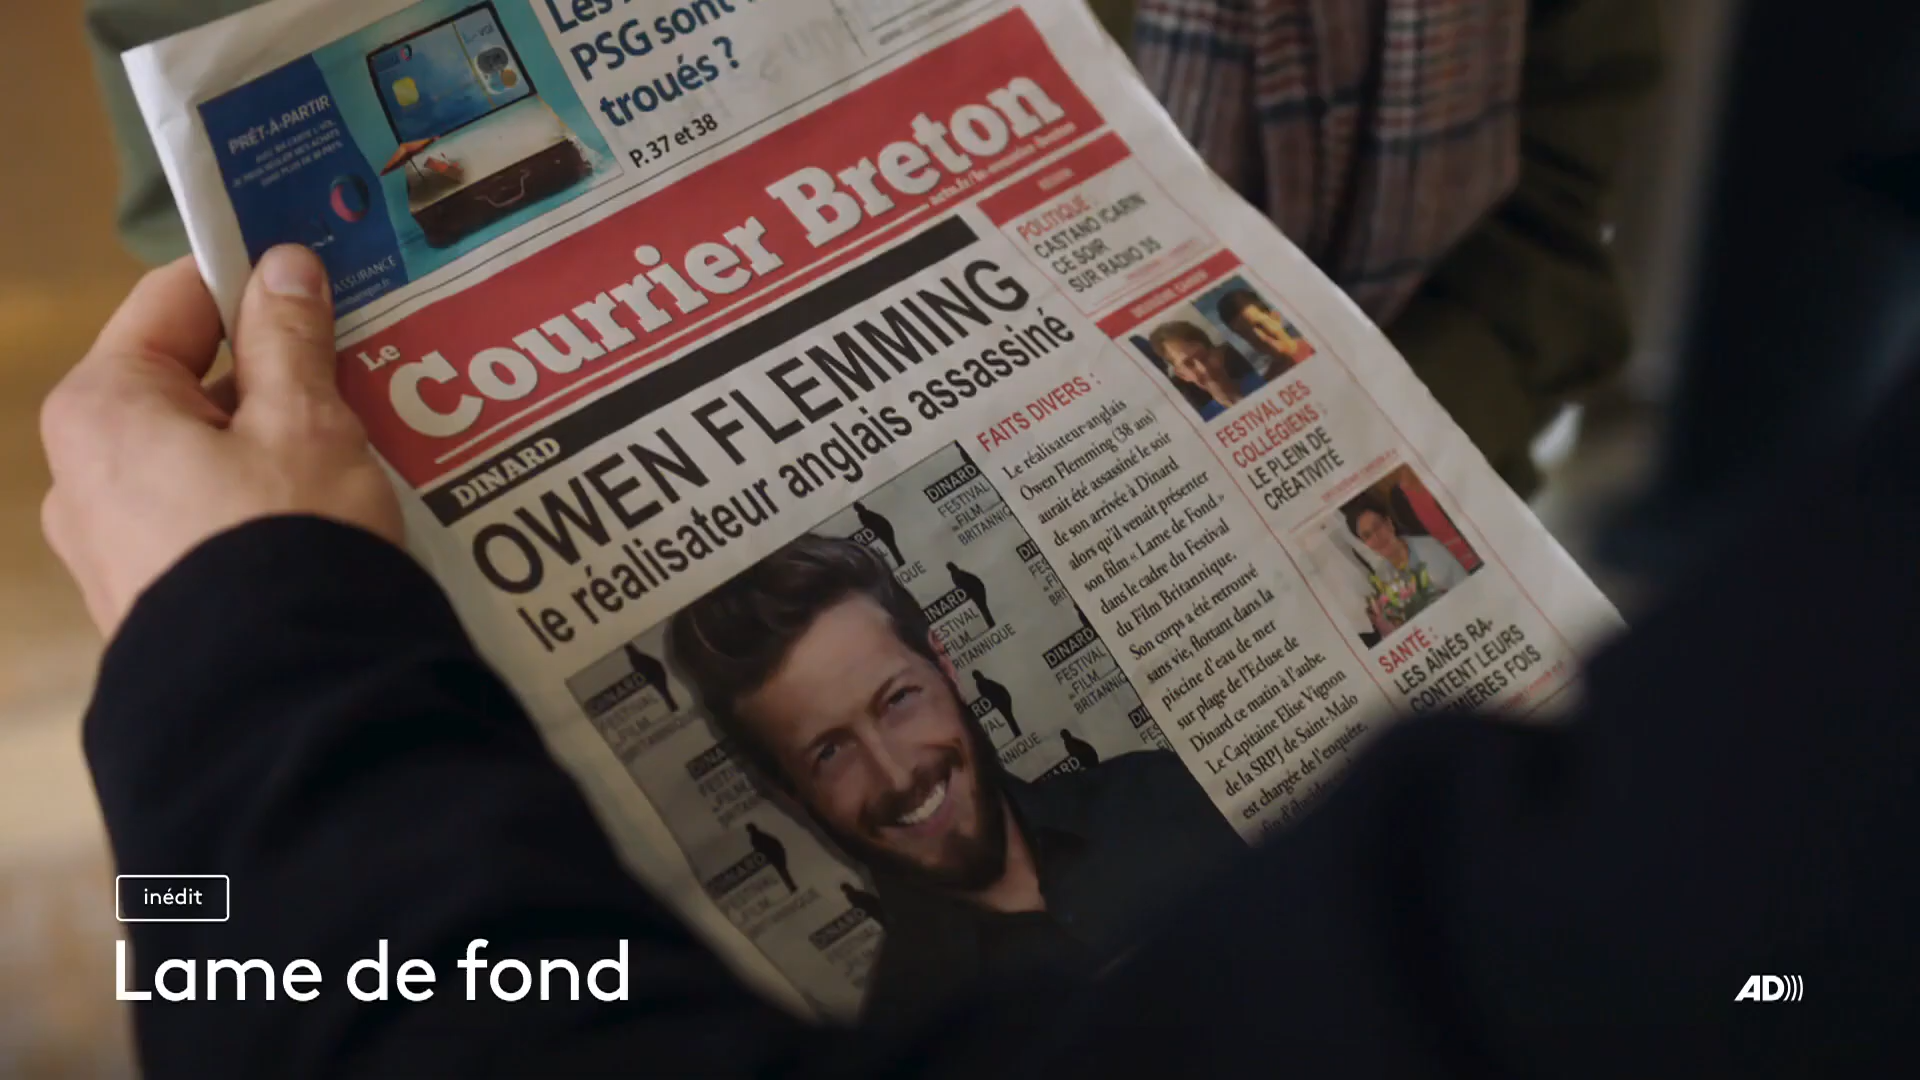 PRÊT-À-PARTIR
Les
PSG sont
troués ?
P. 37 et 38
ASSURANCE
Le Courrier Breton
DINARD
OWEN FLEMMING
le réalisateur anglais assassiné
FAITS DIVERS :
Le réalisateur anglais
Owen Flemming (38 ans)
aurait été assassiné le soir
de son arrivée à Dinard
alors qu'il venait présenter
son film « Lame de Fond »
dans le cadre du Festival
du Film Britannique.
Son corps a été retrouvé
sans vie, flottant dans la
piscine d'eau de mer
sur plage de l'Ecluse de
Dinard ce matin à l'aube.
Le Capitaine Elise Vignon
de la SRPJ de Saint-Malo
est chargée de l'enquête,
POLITIQUE :
CASTANO ICARIN
CE SOIR
SUR RADIO 35
FESTIVAL DES
COLLÉGIENS :
LE PLEIN DE
CRÉATIVITÉ
SANTÉ :
LES AÎNÉS RA-
CONTENT LEURS
MIÈRES FOIS
DINARD
FESTIVAL
DU FILM
BRITANNIQUE
inédit
Lame de fond
AD)))